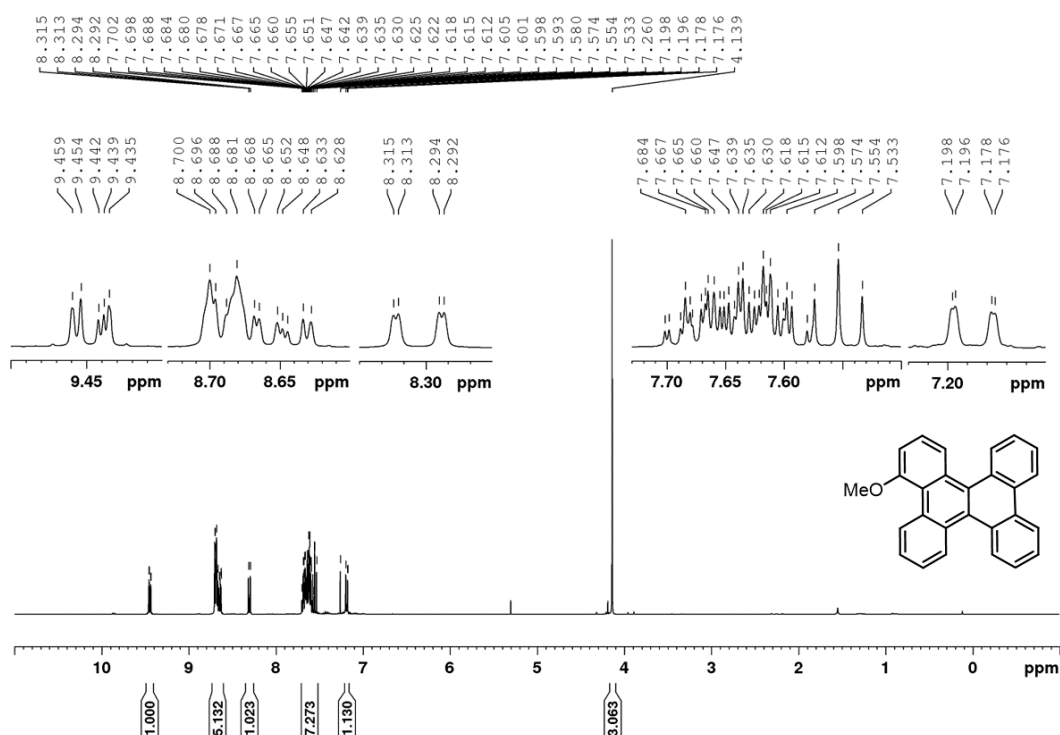 8.315 8.313 8.294 8.292 7.702 7.698 7.688 7.684 7.680 7.678 7.671 7.667 7.665 7.660 7.655 7.651 7.647 7.642 7.639 7.635 7.630 7.625 7.622 7.618 7.615 7.612 7.605 7.601 7.598 7.593 7.580 7.574 7.554 7.533 7.260 7.198 7.196 7.178 7.176 4.139
9.459 9.454 9.442 9.439 9.435 8.700 8.696 8.688 8.681 8.668 8.665 8.652 8.648 8.633 8.628 8.315 8.313 8.294 8.292 7.684 7.667 7.665 7.660 7.647 7.639 7.635 7.630 7.618 7.615 7.612 7.598 7.574 7.554 7.533 7.198 7.196 7.178 7.176
9.45 ppm 8.70 8.65 ppm 8.30 ppm 7.70 7.65 7.60 ppm 7.20 ppm
MeO
10 9 8 7 6 5 4 3 2 1 0 ppm
1.000 5.132 1.023 7.273 1.130 3.063